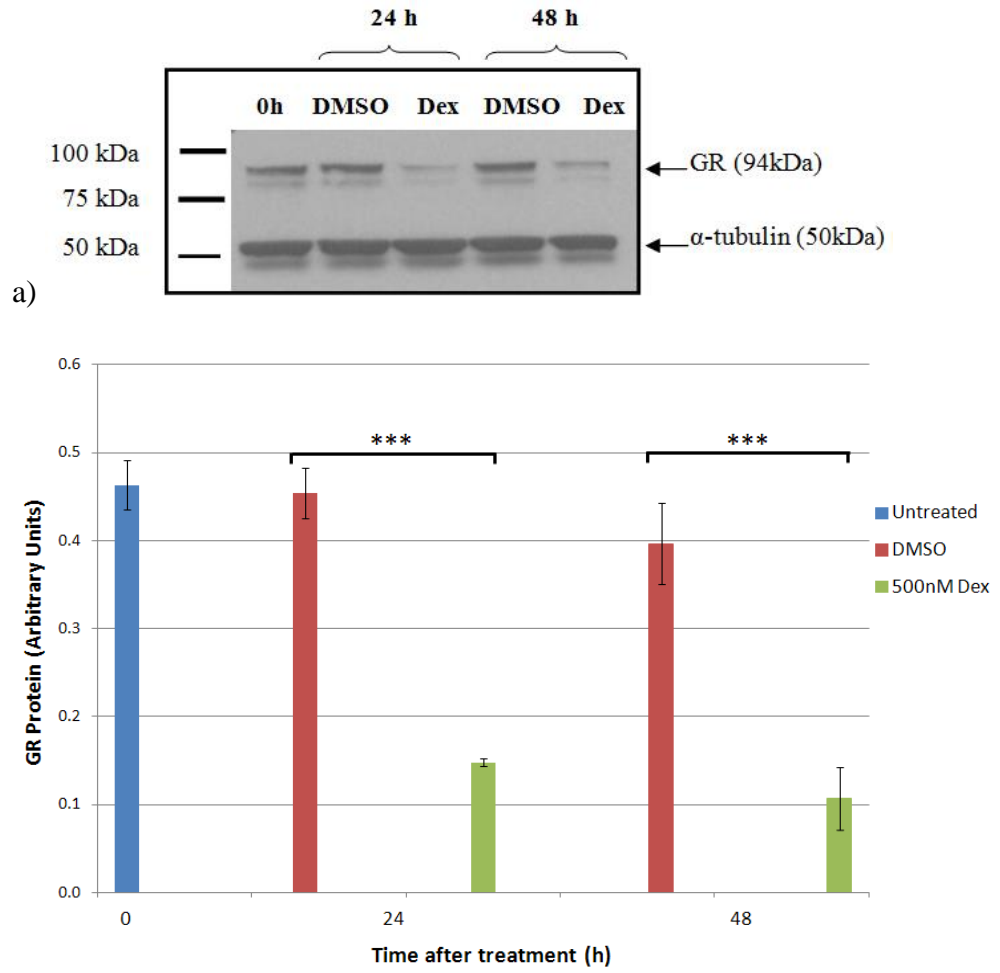 24 h 48 h
0h DMSO Dex DMSO Dex
100 kDa
GR (94kDa)
75 kDa
50 kDa
α-tubulin (50kDa)
a)
0.6
0.5
0.4
0.3
0.2
0.1
0.0
GR Protein (Arbitrary Units)
*** ***
Untreated
DMSO
500nM Dex
0 24 48
Time after treatment (h)